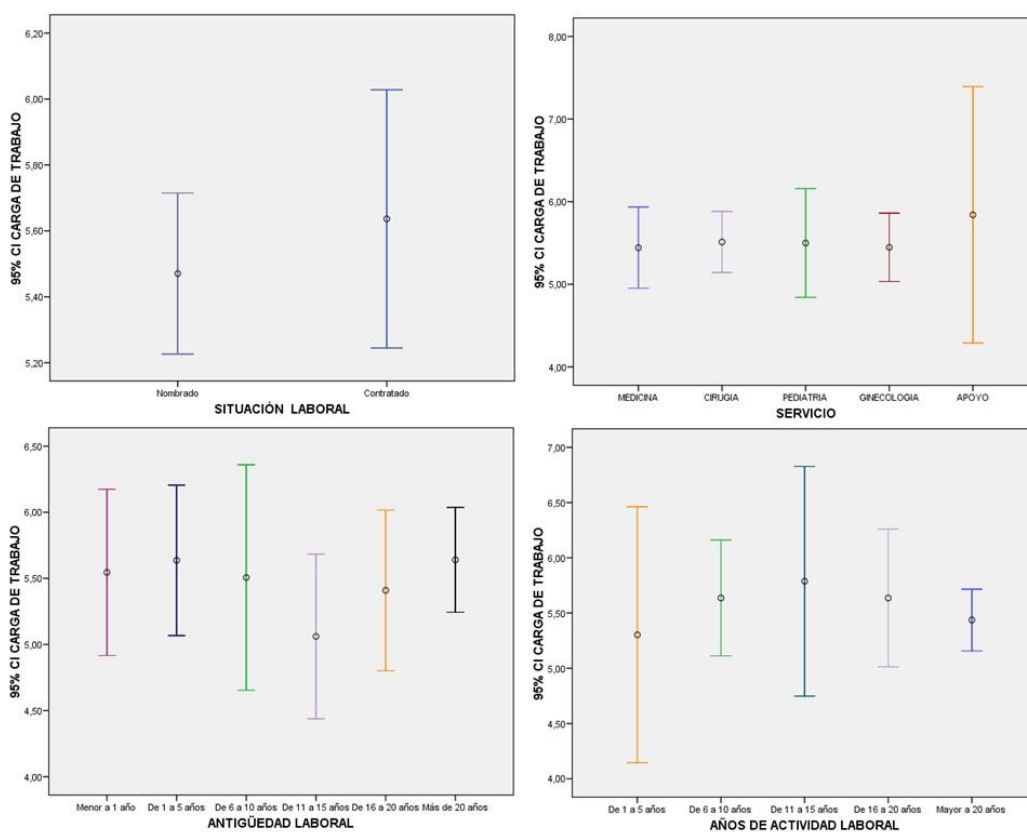 95% CI CARGA DE TRABAJO
6,20
6,00
5,80
5,60
5,40
5,20
Nombrado Contratado
SITUACIÓN LABORAL
95% CI CARGA DE TRABAJO
8,00
7,00
6,00
5,00
4,00
MEDICINA CIRUGIA PEDIATRIA GINECOLOGIA APOYO
SERVICIO
95% CI CARGA DE TRABAJO
6,50
6,00
5,50
5,00
4,50
4,00
Menor a 1 año De 1 a 5 años De 6 a 10 años De 11 a 15 años De 16 a 20 años Más de 20 años
ANTIGÜEDAD LABORAL
95% CI CARGA DE TRABAJO
7,00
6,50
6,00
5,50
5,00
4,50
4,00
De 1 a 5 años De 6 a 10 años De 11 a 15 años De 16 a 20 años Mayor a 20 años
AÑOS DE ACTIVIDAD LABORAL